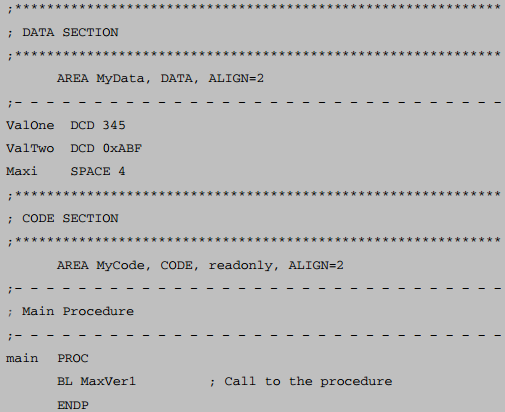 ;*************************************************************
; DATA SECTION
;*************************************************************
AREA MyData, DATA, ALIGN=2
;- - - - - - - - - - - - - - - - - - - - - - - - - - - - - - -
ValOne DCD 345
ValTwo DCD 0xABF
Maxi SPACE 4
;*************************************************************
; CODE SECTION
;*************************************************************
AREA MyCode, CODE, readonly, ALIGN=2
;- - - - - - - - - - - - - - - - - - - - - - - - - - - - - - -
; Main Procedure
;- - - - - - - - - - - - - - - - - - - - - - - - - - - - - - -
main PROC
BL MaxVer1 ; Call to the procedure
ENDP